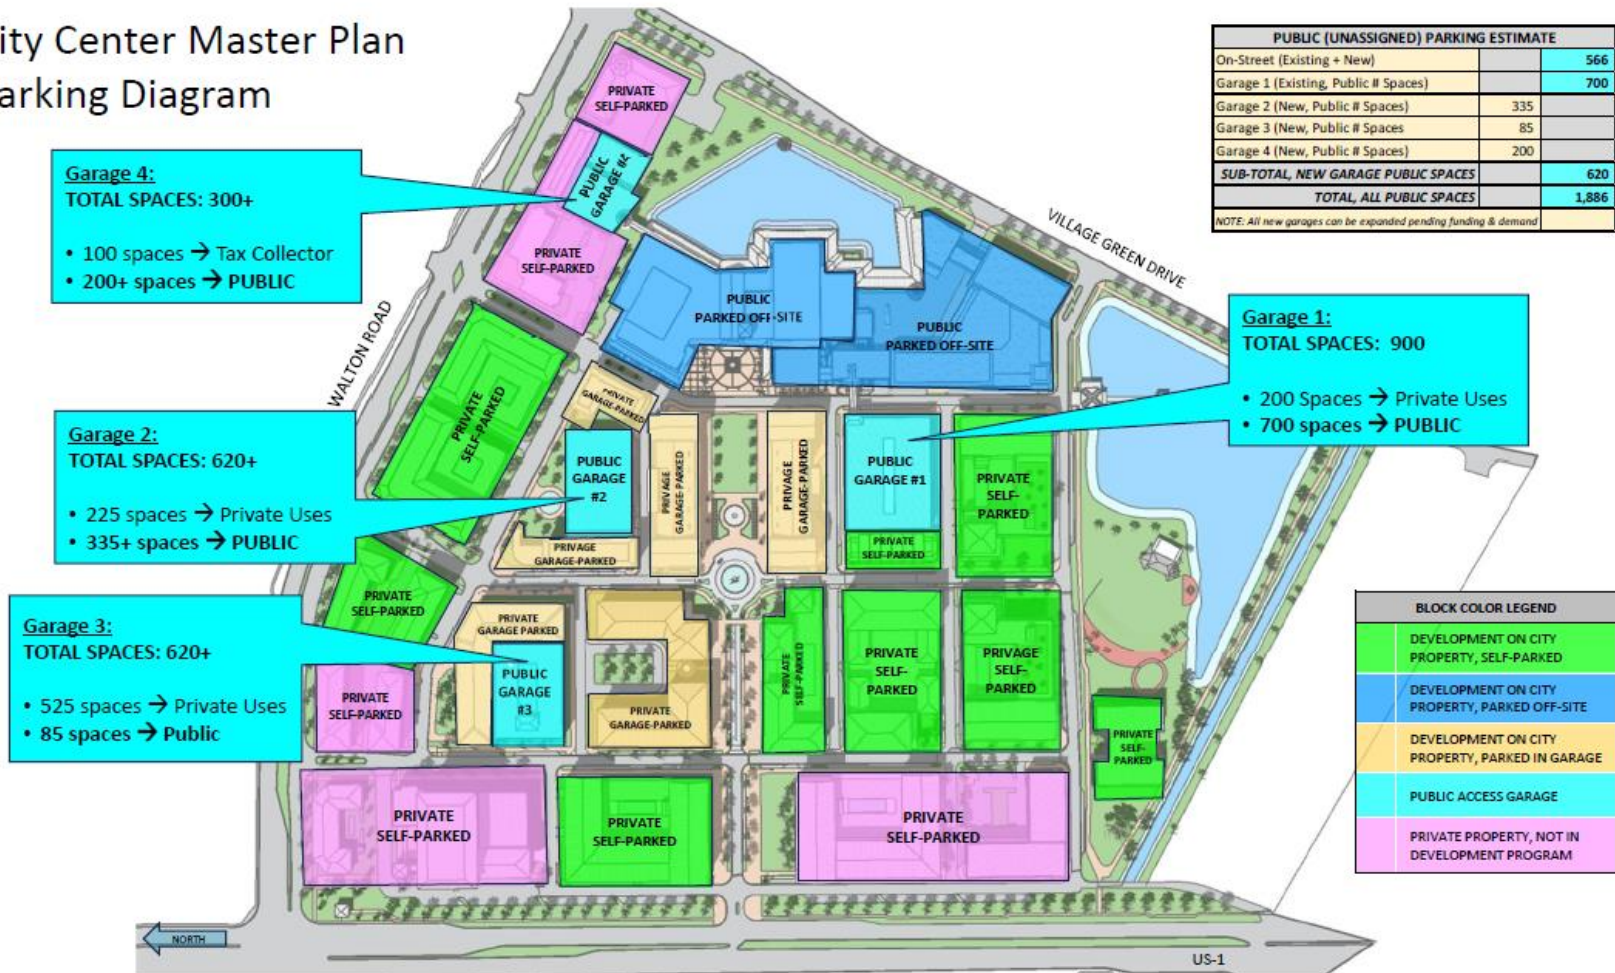 ity Center Master Plan
arking Diagram
PUBLIC (UNASSIGNED) PARKING ESTIMATE
On-Street (Existing + New) 566
Garage 1 (Existing, Public # Spaces) 700
Garage 2 (New, Public # Spaces) 335
Garage 3 (New, Public # Spaces 85
Garage 4 (New, Public # Spaces) 200
SUB-TOTAL, NEW GARAGE PUBLIC SPACES 620
TOTAL, ALL PUBLIC SPACES 1,886
NOTE: All new garages can be expanded pending funding & demand
Garage 4:
TOTAL SPACES: 300+
• 100 spaces → Tax Collector
• 200+ spaces → PUBLIC
PRIVATE
SELF-PARKED
PUBLIC
GARAGE #4
PRIVATE
SELF-PARKED
VILLAGE GREEN DRIVE
WALTON ROAD
PUBLIC
PARKED OFF-SITE
PUBLIC
PARKED OFF-SITE
Garage 1:
TOTAL SPACES: 900
• 200 Spaces → Private Uses
• 700 spaces → PUBLIC
Garage 2:
TOTAL SPACES: 620+
• 225 spaces → Private Uses
• 335+ spaces → PUBLIC
PRIVATE
SELF-PARKED
PRIVATE
GARAGE-PARKED
PUBLIC
GARAGE
#2
PRIVAGE
GARAGE-PARKED
PRIVAGE
GARAGE-PARKED
PRIVAGE
GARAGE-PARKED
PUBLIC
GARAGE #1
PRIVATE
SELF-PARKED
PRIVATE
SELF-
PARKED
Garage 3:
TOTAL SPACES: 620+
• 525 spaces → Private Uses
• 85 spaces → Public
PRIVATE
SELF-PARKED
PRIVATE
GARAGE PARKED
PUBLIC
GARAGE
#3
PRIVATE
GARAGE-PARKED
PRIVATE
SELF-PARKED
PRIVATE
SELF-
PARKED
PRIVAGE
SELF-
PARKED
PRIVATE
SELF-PARKED
PRIVATE
SELF-
PARKED
PRIVATE
SELF-PARKED
PRIVATE
SELF-PARKED
PRIVATE
SELF-PARKED
BLOCK COLOR LEGEND
DEVELOPMENT ON CITY
PROPERTY, SELF-PARKED
DEVELOPMENT ON CITY
PROPERTY, PARKED OFF-SITE
DEVELOPMENT ON CITY
PROPERTY, PARKED IN GARAGE
PUBLIC ACCESS GARAGE
PRIVATE PROPERTY, NOT IN
DEVELOPMENT PROGRAM
NORTH
US-1